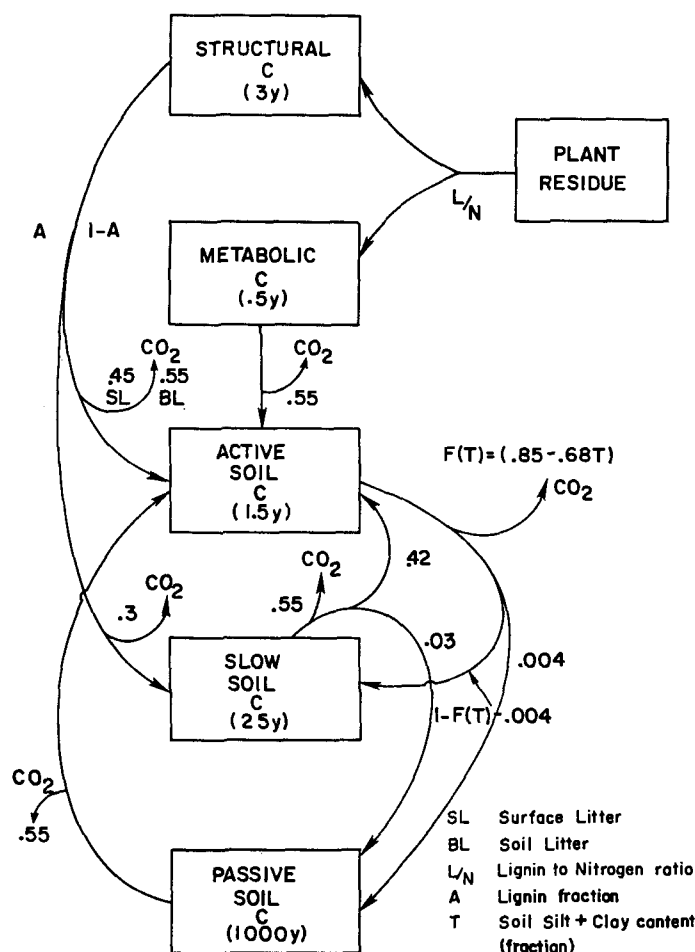 STRUCTURAL
C
(3y)
PLANT
RESIDUE
L/N
A
1-A
METABOLIC
C
(.5y)
CO2
.45
SL
.55
BL
CO2
.55
ACTIVE
SOIL
C
(1.5y)
F(T)=(.85-.68T)
CO2
CO2
.3
CO2
.55
.42
.03
.004
SLOW
SOIL
C
(25y)
1-F(T)-.004
CO2
.55
PASSIVE
SOIL
C
(1000y)
SL Surface Litter
BL Soil Litter
L/N Lignin to Nitrogen ratio
A Lignin fraction
T Soil Silt + Clay content
(fraction)